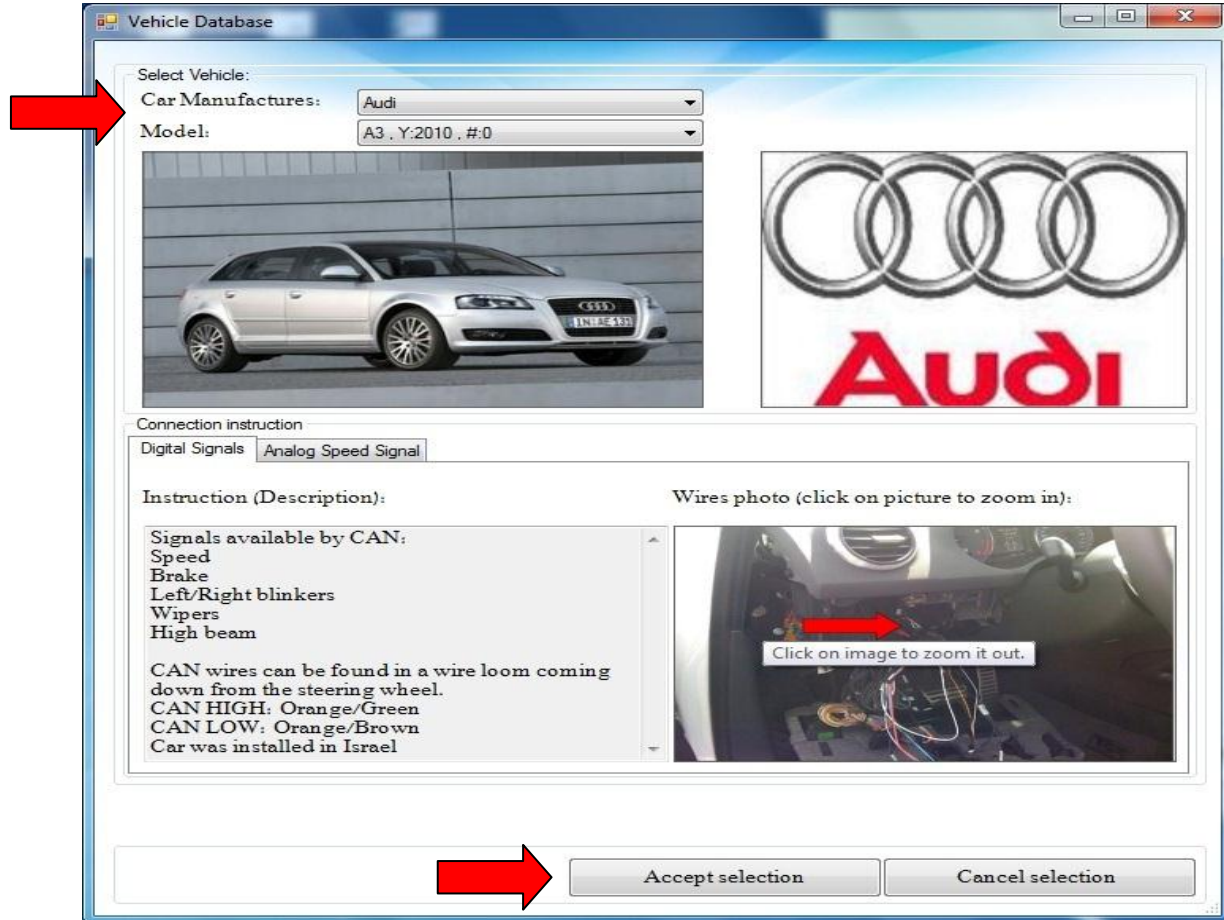 Vehicle Database
Select Vehicle:
Car Manufactures:
Audi
Model:
A3 , Y:2010 , #:0
IN AE 131
Audi
Connection instruction
Digital Signals
Analog Speed Signal
Instruction (Description):
Wires photo (click on picture to zoom in):
Signals available by CAN:
Speed
Brake
Left/Right blinkers
Wipers
High beam
CAN wires can be found in a wire loom coming
down from the steering wheel.
CAN HIGH: Orange/Green
CAN LOW: Orange/Brown
Car was installed in Israel
Click on image to zoom it out.
Accept selection
Cancel selection